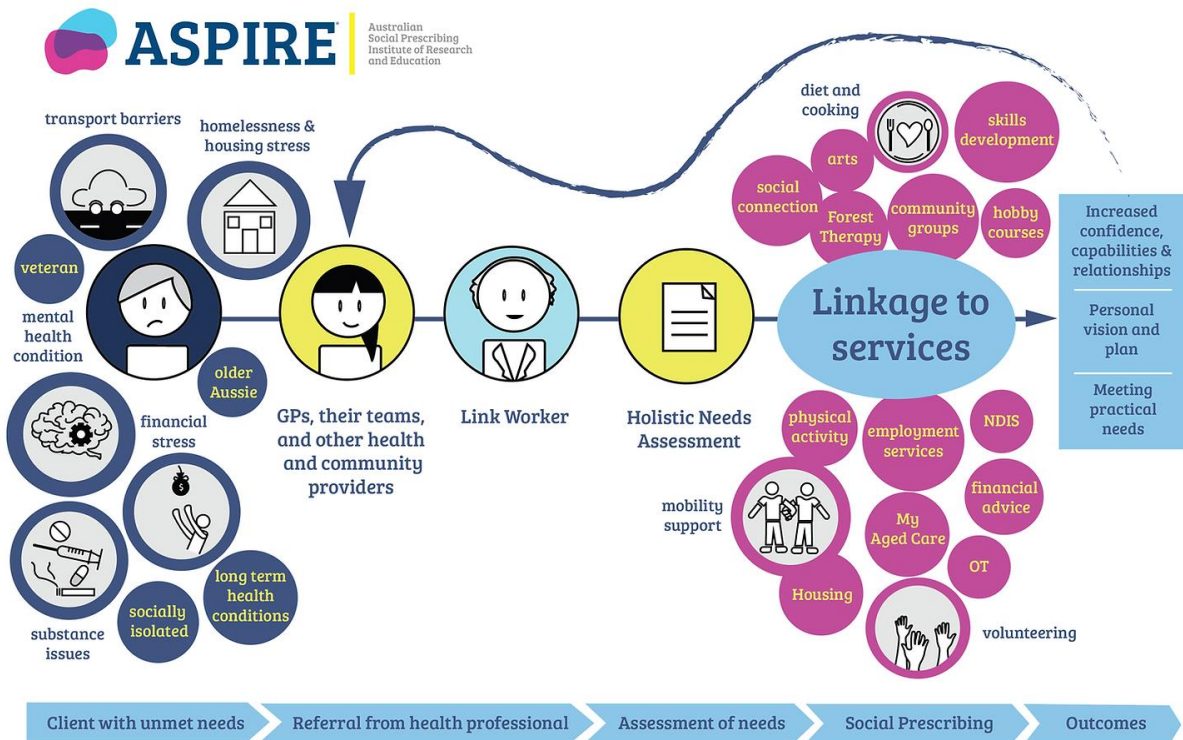 ASPIRE
Australian
Social Prescribing
Institute of Research
and Education
transport barriers
homelessness &
housing stress
veteran
mental
health
condition
older
Aussie
financial
stress
$
substance
issues
socially
isolated
long term
health
conditions
GPs, their teams,
and other health
and community
providers
Link Worker
Holistic Needs
Assessment
diet and
cooking
skills
development
arts
social
connection
Forest
Therapy
community
groups
hobby
courses
Linkage to
services
physical
activity
employment
services
NDIS
mobility
support
financial
advice
My
Aged Care
OT
Housing
volunteering
Increased
confidence,
capabilities &
relationships
Personal
vision and
plan
Meeting
practical
needs
Client with unmet needs
Referral from health professional
Assessment of needs
Social Prescribing
Outcomes